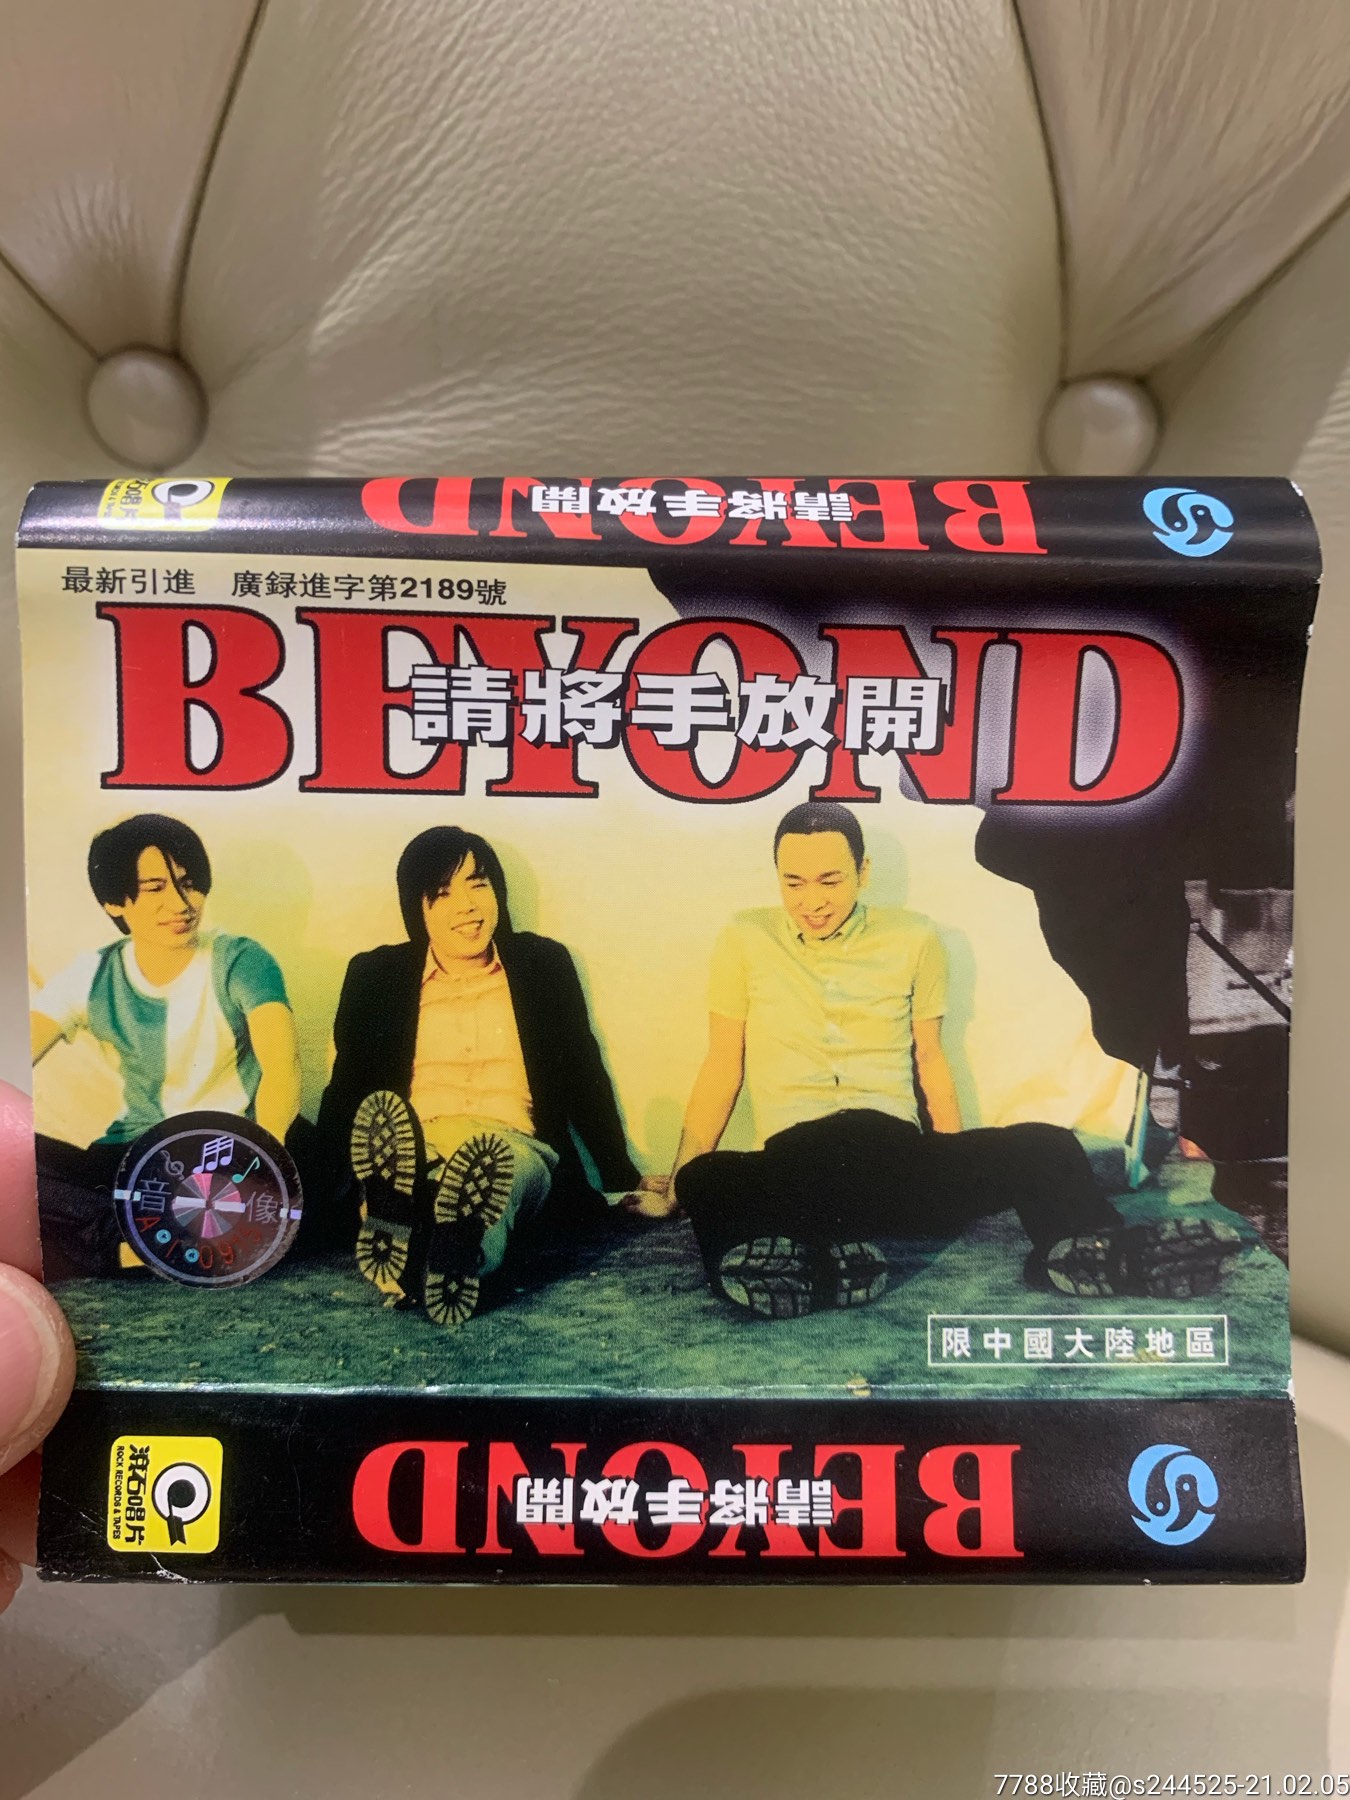 BEYOND
請將手放開
最新引進 廣録進字第2189號
BEYOND
請將手放開
音像
限中國大陸地區
滾石唱片
ROCK RECORDS & TAPES
BEYOND
請將手放開
7788收藏@s244525-21.02.05